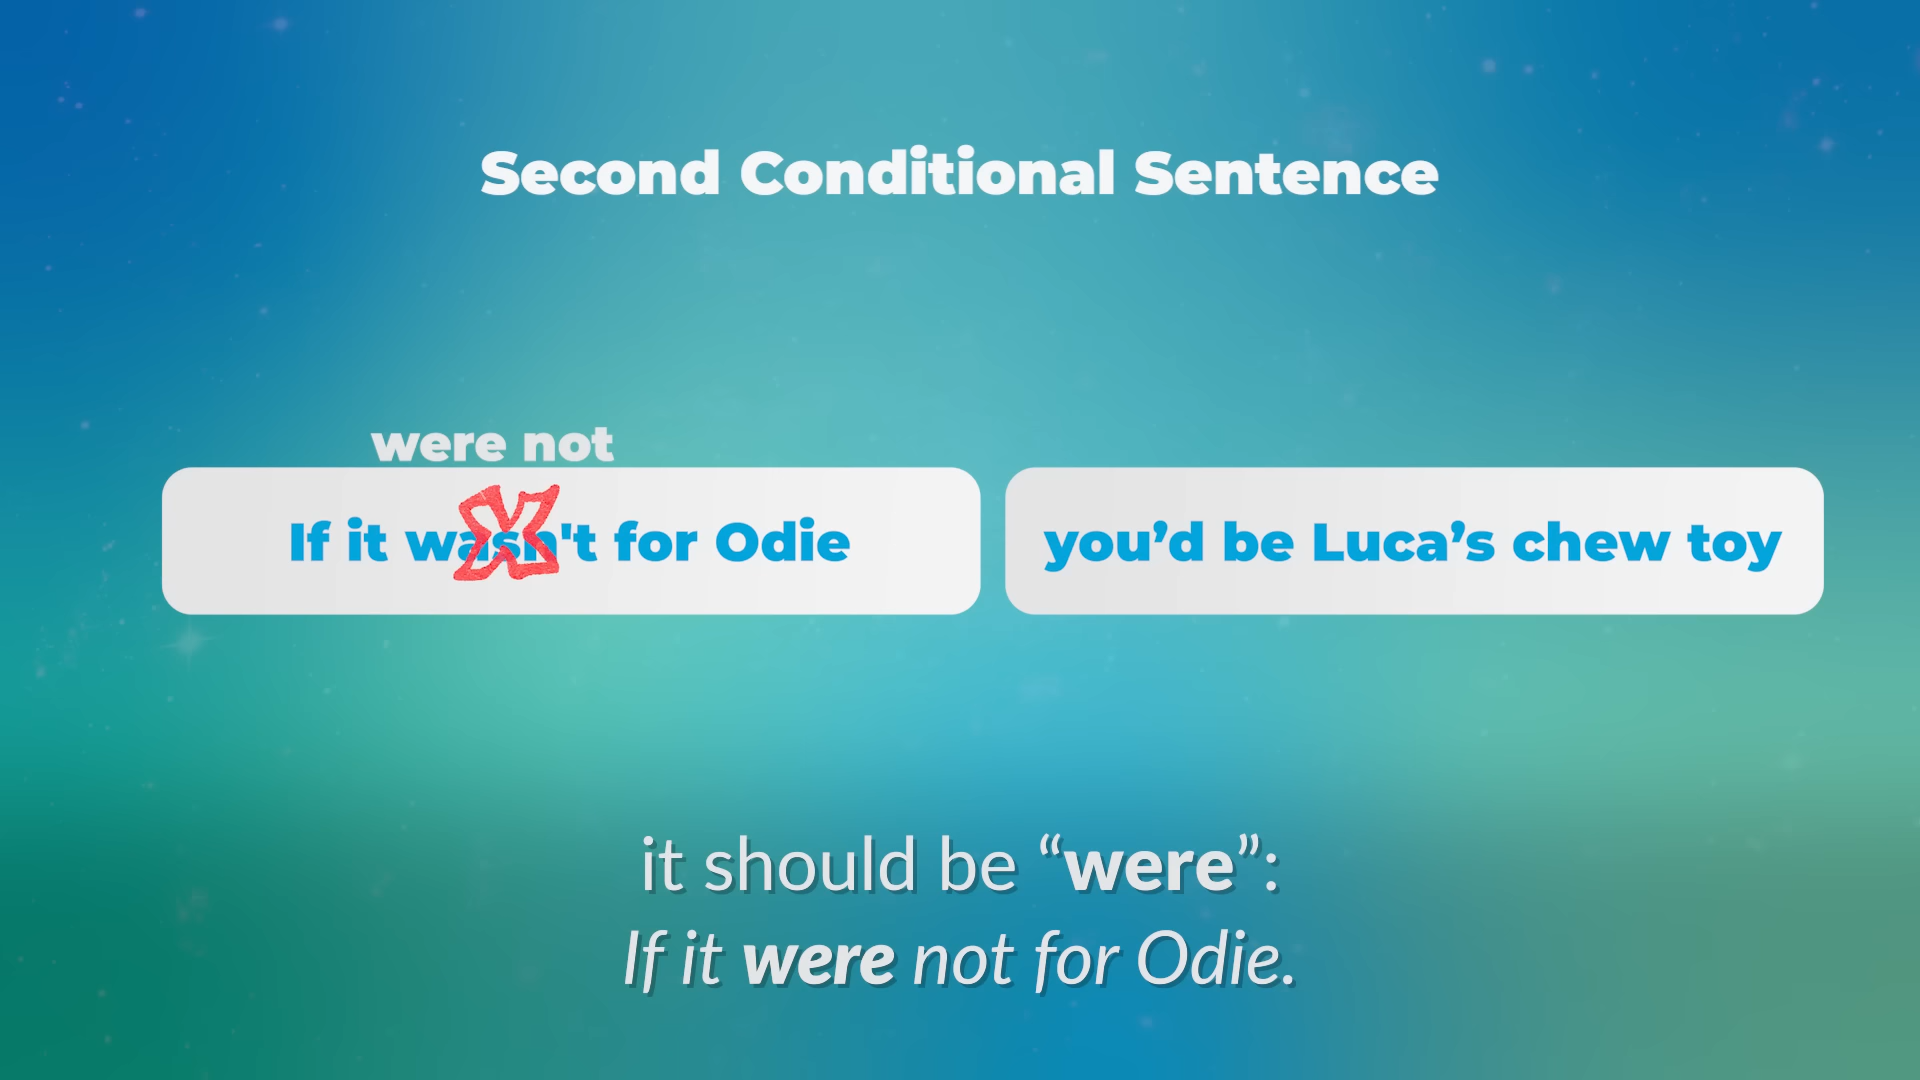 Second Conditional Sentence
were not
If it wasn't for Odie
you’d be Luca’s chew toy
it should be “were”:
If it were not for Odie.